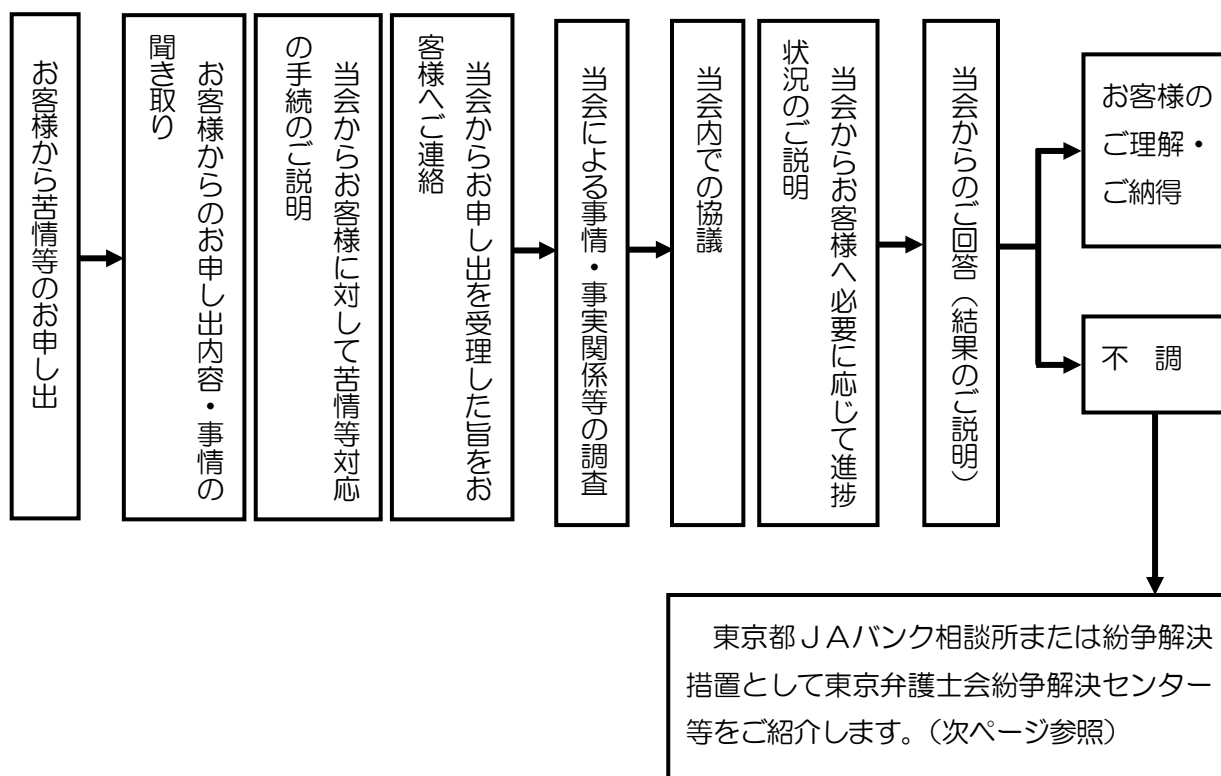 お客様から苦情等のお申し出
お客様からのお申し出内容・事情の
聞き取り
当会からお客様に対して苦情等対応
の手続のご説明
当会からお申し出を受理した旨をお
客様へご連絡
当会による事情・事実関係等の調査
当会内での協議
当会からお客様へ必要に応じて進捗
状況のご説明
当会からのご回答（結果のご説明）
お客様の
ご理解・
ご納得
不　調
東京都ＪＡバンク相談所または紛争解決
措置として東京弁護士会紛争解決センター
等をご紹介します。（次ページ参照）